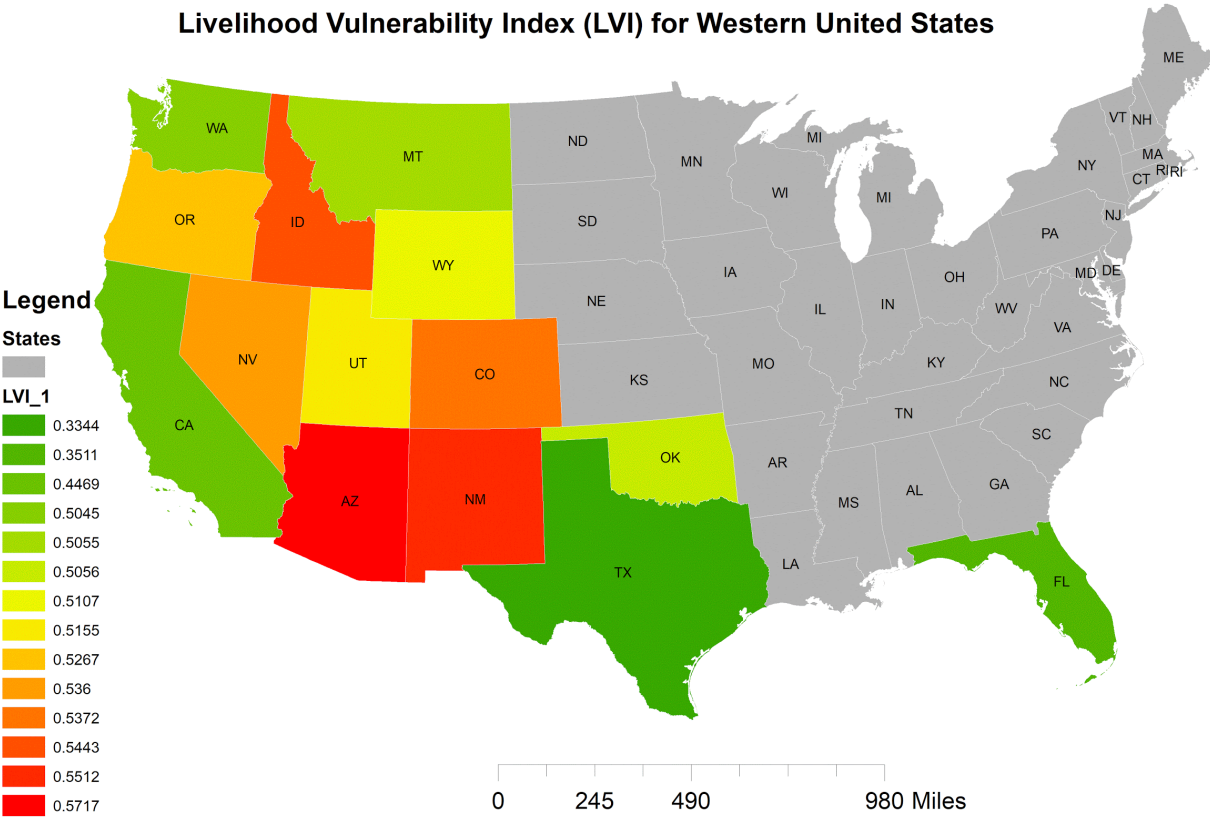 Livelihood Vulnerability Index (LVI) for Western United States
ME
WA
MT
ND
MN
MI
VT NH
NY
MA
CT
RI RI
OR
ID
WY
SD
WI
MI
PA
NJ
IA
OH
MD DE
NE
IL
IN
WV
VA
NV
UT
CO
KS
MO
KY
NC
CA
TN
SC
AZ
NM
OK
AR
MS
AL
GA
TX
LA
FL
Legend
States
LVI_1
0.3344
0.3511
0.4469
0.5045
0.5055
0.5056
0.5107
0.5155
0.5267
0.536
0.5372
0.5443
0.5512
0.5717
0 245 490 980 Miles